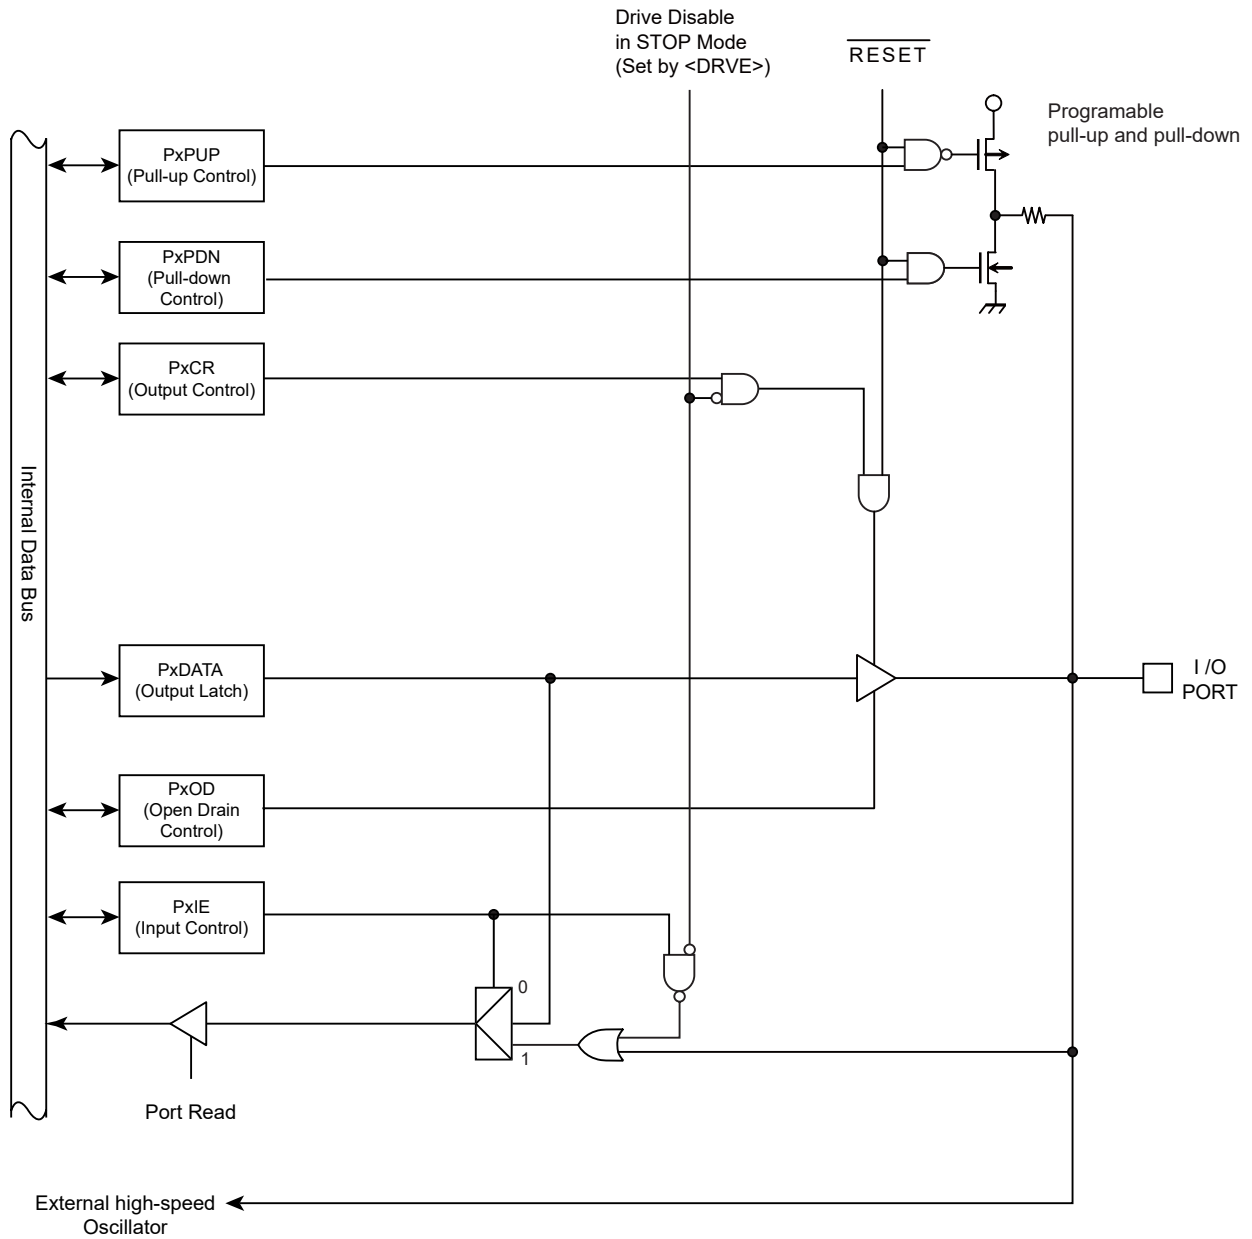 Drive Disable
in STOP Mode
(Set by <DRVE>)
RESET
Programable
pull-up and pull-down
PxPUP
(Pull-up Control)
PxPDN
(Pull-down
Control)
PxCR
(Output Control)
Internal Data Bus
PxDATA
(Output Latch)
I /O
PORT
PxOD
(Open Drain
Control)
PxIE
(Input Control)
0
1
Port Read
External high-speed
Oscillator